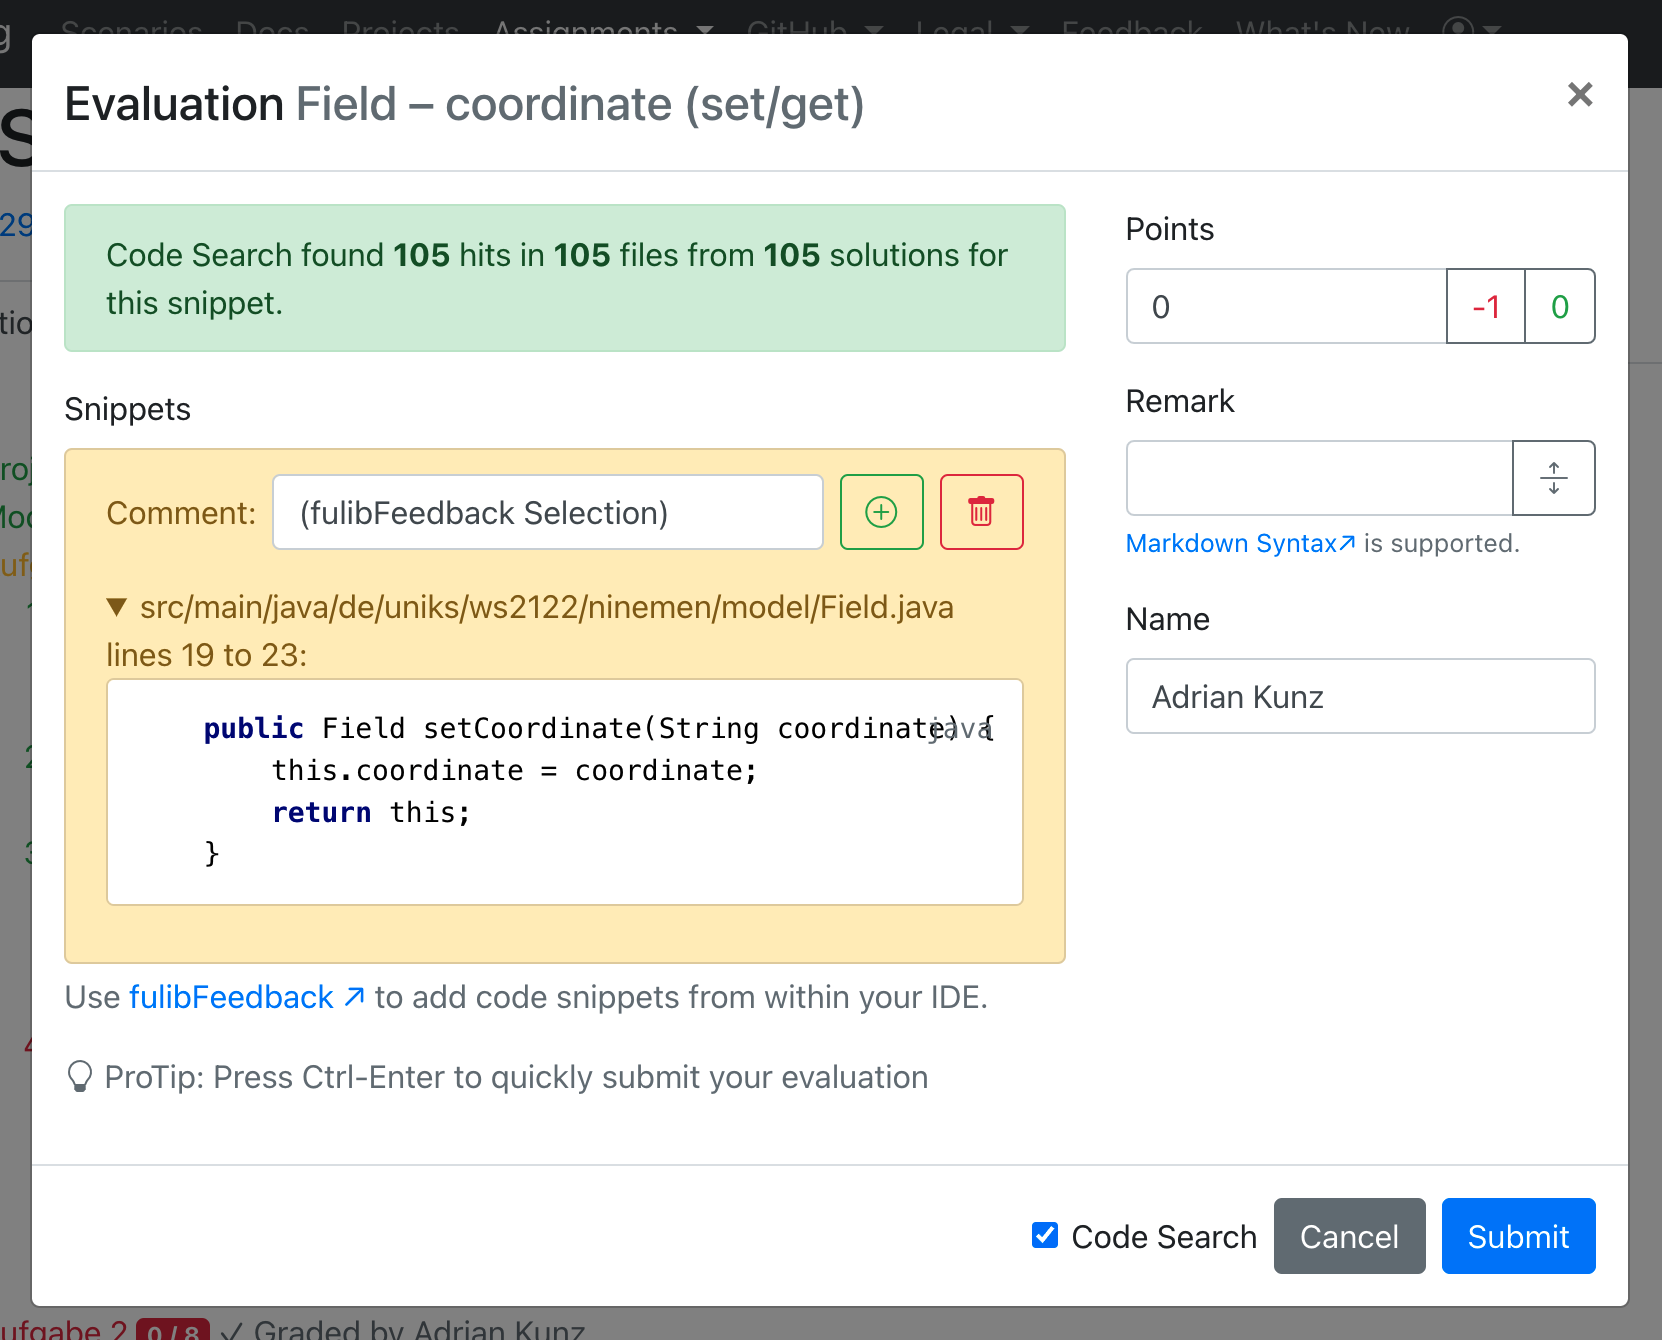 Scenarios Docs Projects Assignments GitHub Legal Feedback What's New
Evaluation Field – coordinate (set/get)
Code Search found 105 hits in 105 files from 105 solutions for
this snippet.
Snippets
Comment: (fulibFeedback Selection)
src/main/java/de/uniks/ws2122/ninemen/model/Field.java
lines 19 to 23:
public Field setCoordinate(String coordinate) {
java
this.coordinate = coordinate;
return this;
}
Use fulibFeedback to add code snippets from within your IDE.
ProTip: Press Ctrl-Enter to quickly submit your evaluation
Points
0 -1 0
Remark
Markdown Syntax is supported.
Name
Adrian Kunz
Code Search Cancel Submit
ufgabe 2 0 / 8 ✓ Graded by Adrian Kunz